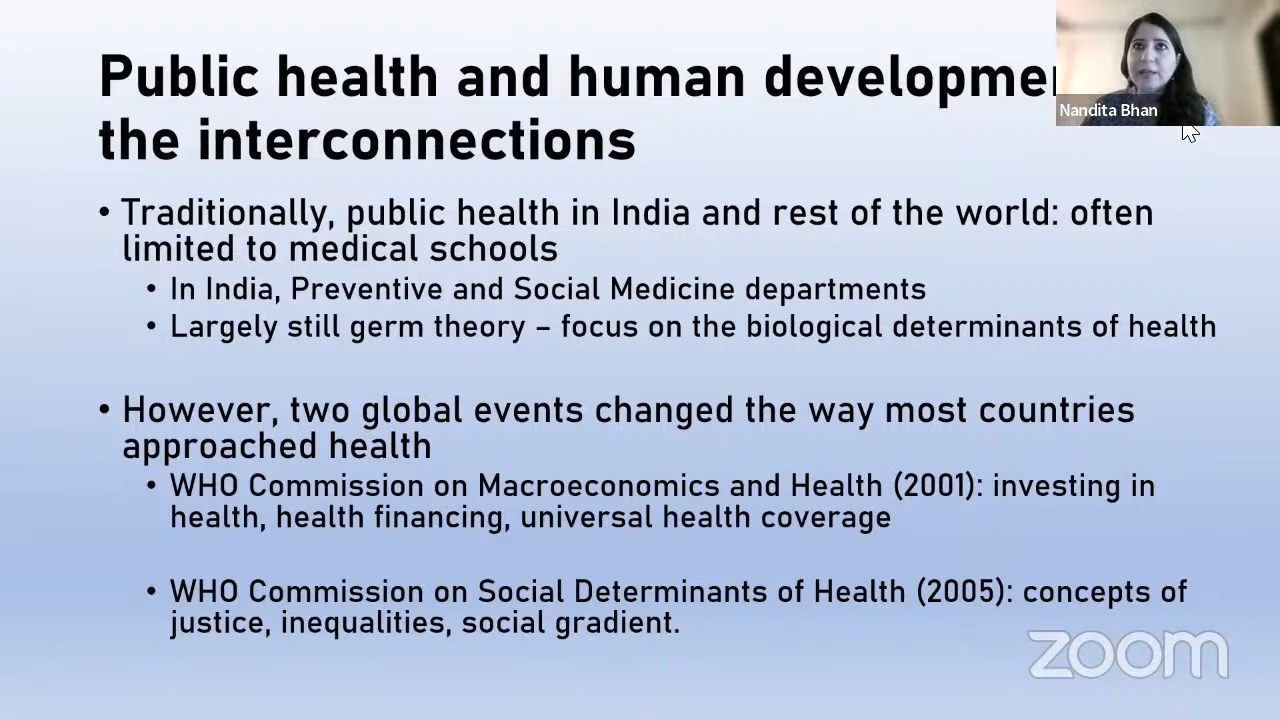 Public health and human developmen
the interconnections
• Traditionally, public health in India and rest of the world: often
limited to medical schools
• In India, Preventive and Social Medicine departments
• Largely still germ theory – focus on the biological determinants of health
• However, two global events changed the way most countries
approached health
• WHO Commission on Macroeconomics and Health (2001): investing in
health, health financing, universal health coverage
• WHO Commission on Social Determinants of Health (2005): concepts of
justice, inequalities, social gradient.
Nandita Bhan
zoom